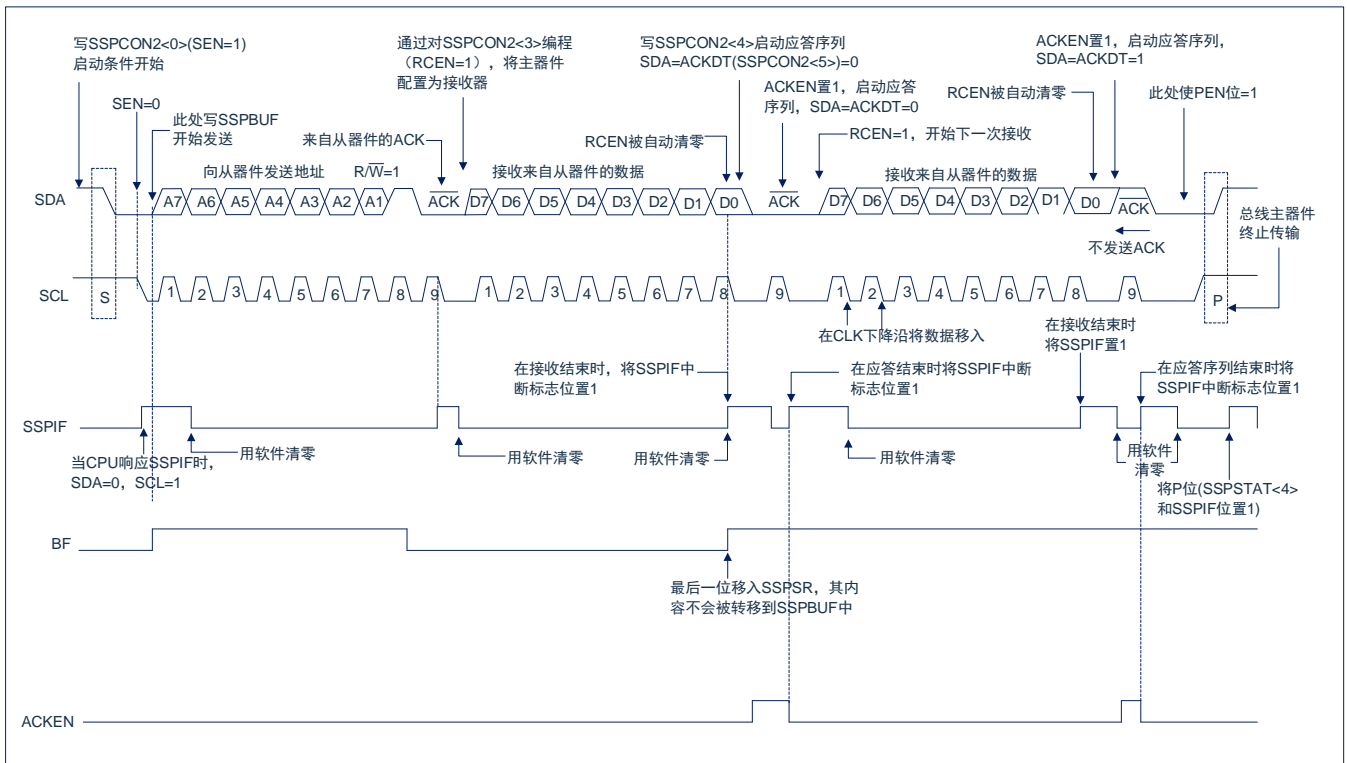 写SSPCON2<0>(SEN=1)
启动条件开始
SEN=0
此处写SSPBUF
开始发送
通过对SSPCON2<3>编程
(RCEN=1),将主器件
配置为接收器
来自从器件的ACK
写SSPCON2<4>启动应答序列
SDA=ACKDT(SSPCON2<5>)=0
ACKEN置1,启动应答
序列,SDA=ACKDT=0
RCEN被自动清零
RCEN=1,开始下一次接收
ACKEN置1,启动应答序列,
SDA=ACKDT=1
RCEN被自动清零
此处使PEN位=1
向从器件发送地址
R/W=1
接收来自从器件的数据
接收来自从器件的数据
SDA
A7 A6 A5 A4 A3 A2 A1 ACK D7 D6 D5 D4 D3 D2 D1 D0 ACK D7 D6 D5 D4 D3 D2 D1 D0 ACK
不发送ACK
总线主器件
终止传输
SCL
S 1 2 3 4 5 6 7 8 9 1 2 3 4 5 6 7 8 9 1 2 3 4 5 6 7 8 9 P
在CLK下降沿将数据移入
在接收结束时,将SSPIF中
断标志位置1
在应答结束时将SSPIF中断
标志位置1
在接收结束时
将SSPIF置1
在应答序列结束时将
SSPIF中断标志位置1
SSPIF
当CPU响应SSPIF时,
SDA=0,SCL=1
用软件清零
用软件清零
用软件清零
用软件清零
用软件
清零
将P位(SSPSTAT<4>
和SSPIF位置1)
BF
最后一位移入SSPSR,其内
容不会被转移到SSPBUF中
ACKEN